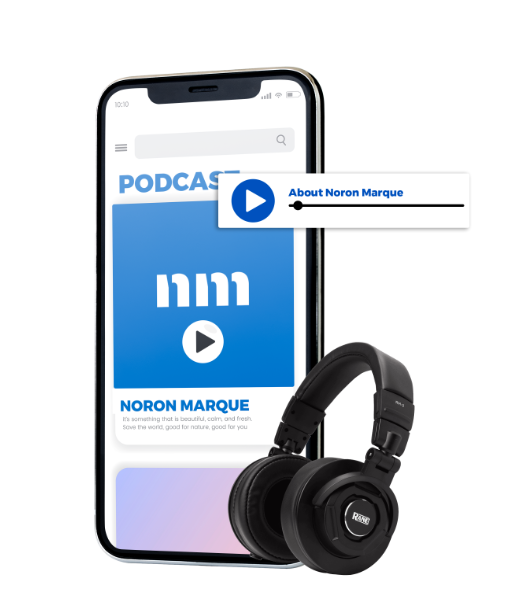 10:10
PODCAST
About Noron Marque
nm
NORON MARQUE
It's something that is beautiful, calm, and fresh.
Save the world, good for nature, good for you
RANE